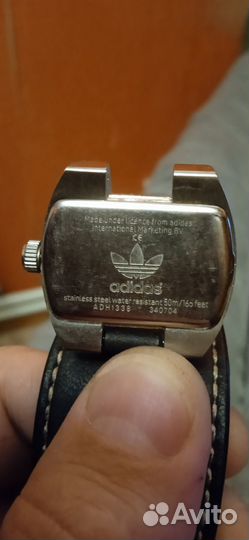 Made under licence from adidas
International Marketing BV
CE
adidas
stainless steel water resistant 50m/160 feet
ADH1338 340704
Avito